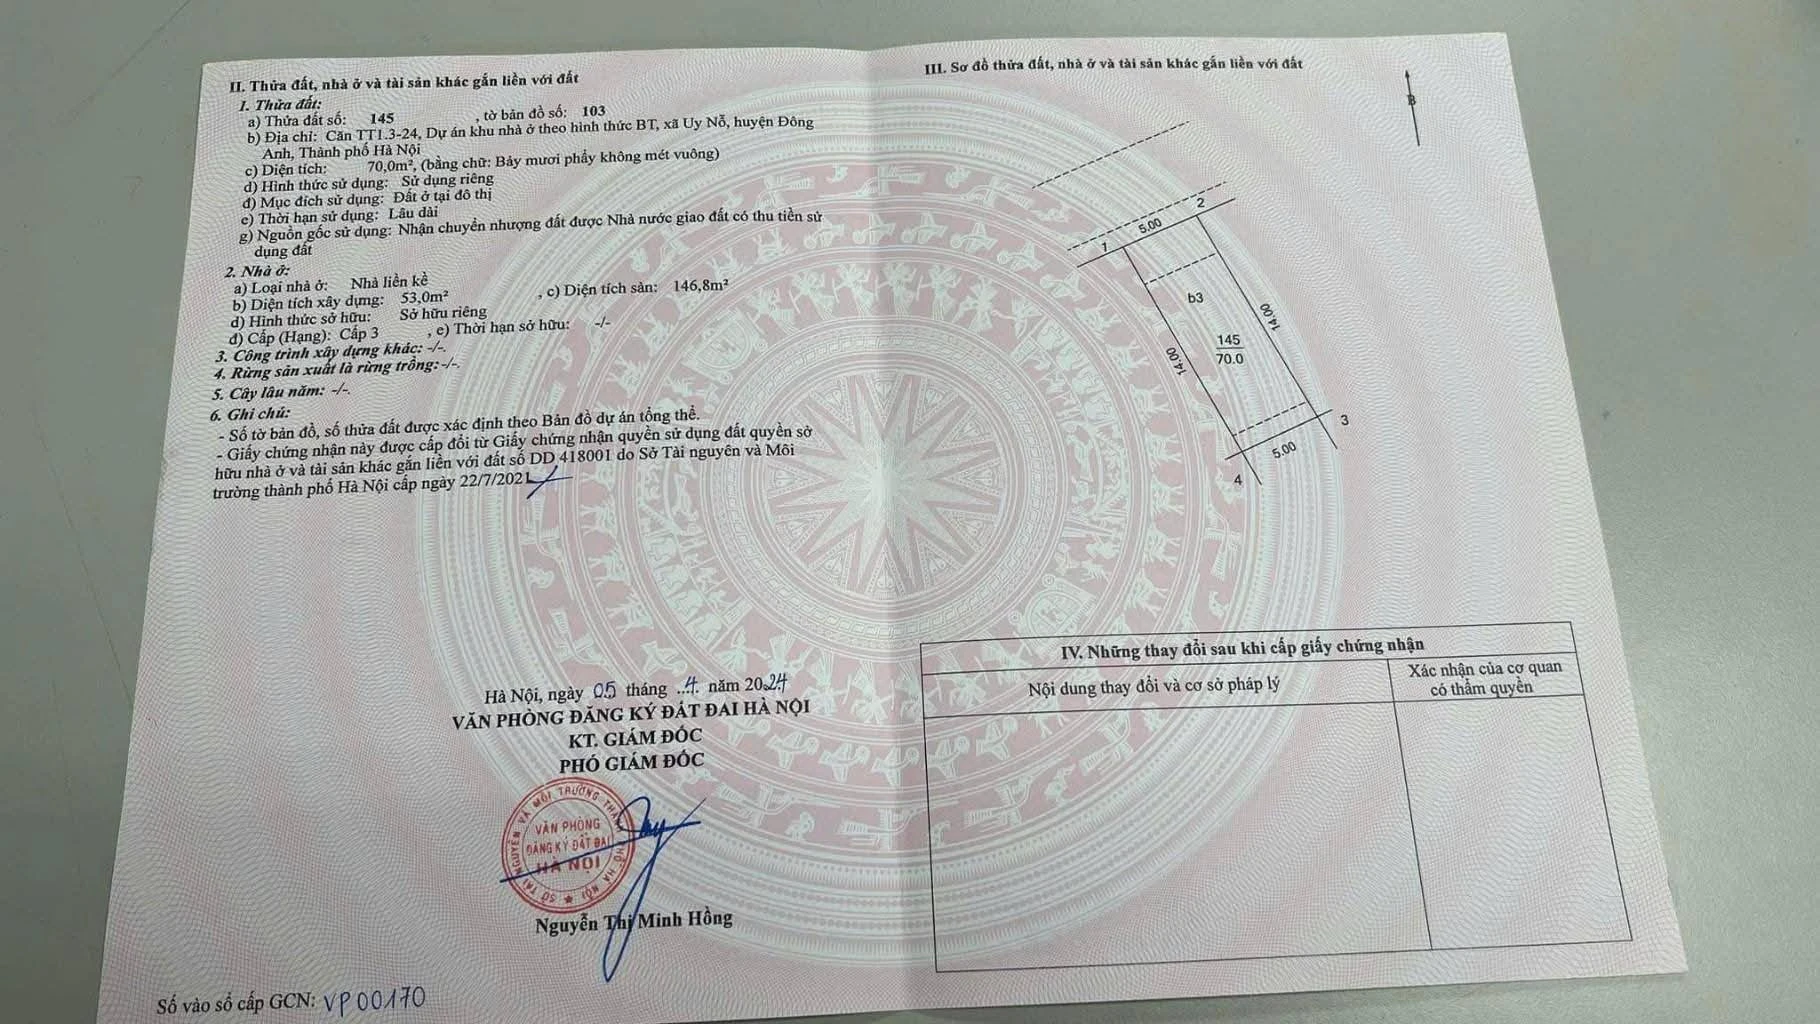 II. Thửa đất, nhà ở và tài sản khác gắn liền với đất
1. Thửa đất:
a) Thửa đất số: 145 , tờ bản đồ số: 103
b) Địa chỉ: Căn TT1.3-24, Dự án khu nhà ở theo hình thức BT, xã Uy Nỗ, huyện Đông
Anh, Thành phố Hà Nội
c) Diện tích: 70,0m², (bằng chữ: Bảy mươi phẩy không mét vuông)
d) Hình thức sử dụng: Sử dụng riêng
đ) Mục đích sử dụng: Đất ở tại đô thị
e) Thời hạn sử dụng: Lâu dài
g) Nguồn gốc sử dụng: Nhận chuyển nhượng đất được Nhà nước giao đất có thu tiền sử
dụng đất
2. Nhà ở:
a) Loại nhà ở: Nhà liền kề
b) Diện tích xây dựng: 53,0m² , c) Diện tích sàn: 146,8m²
d) Hình thức sở hữu: Sở hữu riêng
đ) Cấp (Hạng): Cấp 3 , e) Thời hạn sở hữu: -/-
3. Công trình xây dựng khác: -/-.
4. Rừng sản xuất là rừng trồng: -/-.
5. Cây lâu năm: -/-.
6. Ghi chú:
- Số tờ bản đồ, số thửa đất được xác định theo Bản đồ dự án tổng thể.
- Giấy chứng nhận này được cấp đổi từ Giấy chứng nhận quyền sử dụng đất quyền sở
hữu nhà ở và tài sản khác gắn liền với đất số DD 418001 do Sở Tài nguyên và Môi
trường thành phố Hà Nội cấp ngày 22/7/2021
Hà Nội, ngày 05 tháng 4 năm 2024
VĂN PHÒNG ĐĂNG KÝ ĐẤT ĐAI HÀ NỘI
KT. GIÁM ĐỐC
PHÓ GIÁM ĐỐC
SỞ TÀI NGUYÊN VÀ MÔI TRƯỜNG THÀNH PHỐ HÀ NỘI
VĂN PHÒNG
ĐĂNG KÝ ĐẤT ĐAI
HÀ NỘI
Nguyễn Thị Minh Hồng
Số vào sổ cấp GCN: VP00170
III. Sơ đồ thửa đất, nhà ở và tài sản khác gắn liền với đất
B
1
5.00
2
b3
14.00
145
70.0
14.00
3
5.00
4
IV. Những thay đổi sau khi cấp giấy chứng nhận
Nội dung thay đổi và cơ sở pháp lý
Xác nhận của cơ quan
có thẩm quyền